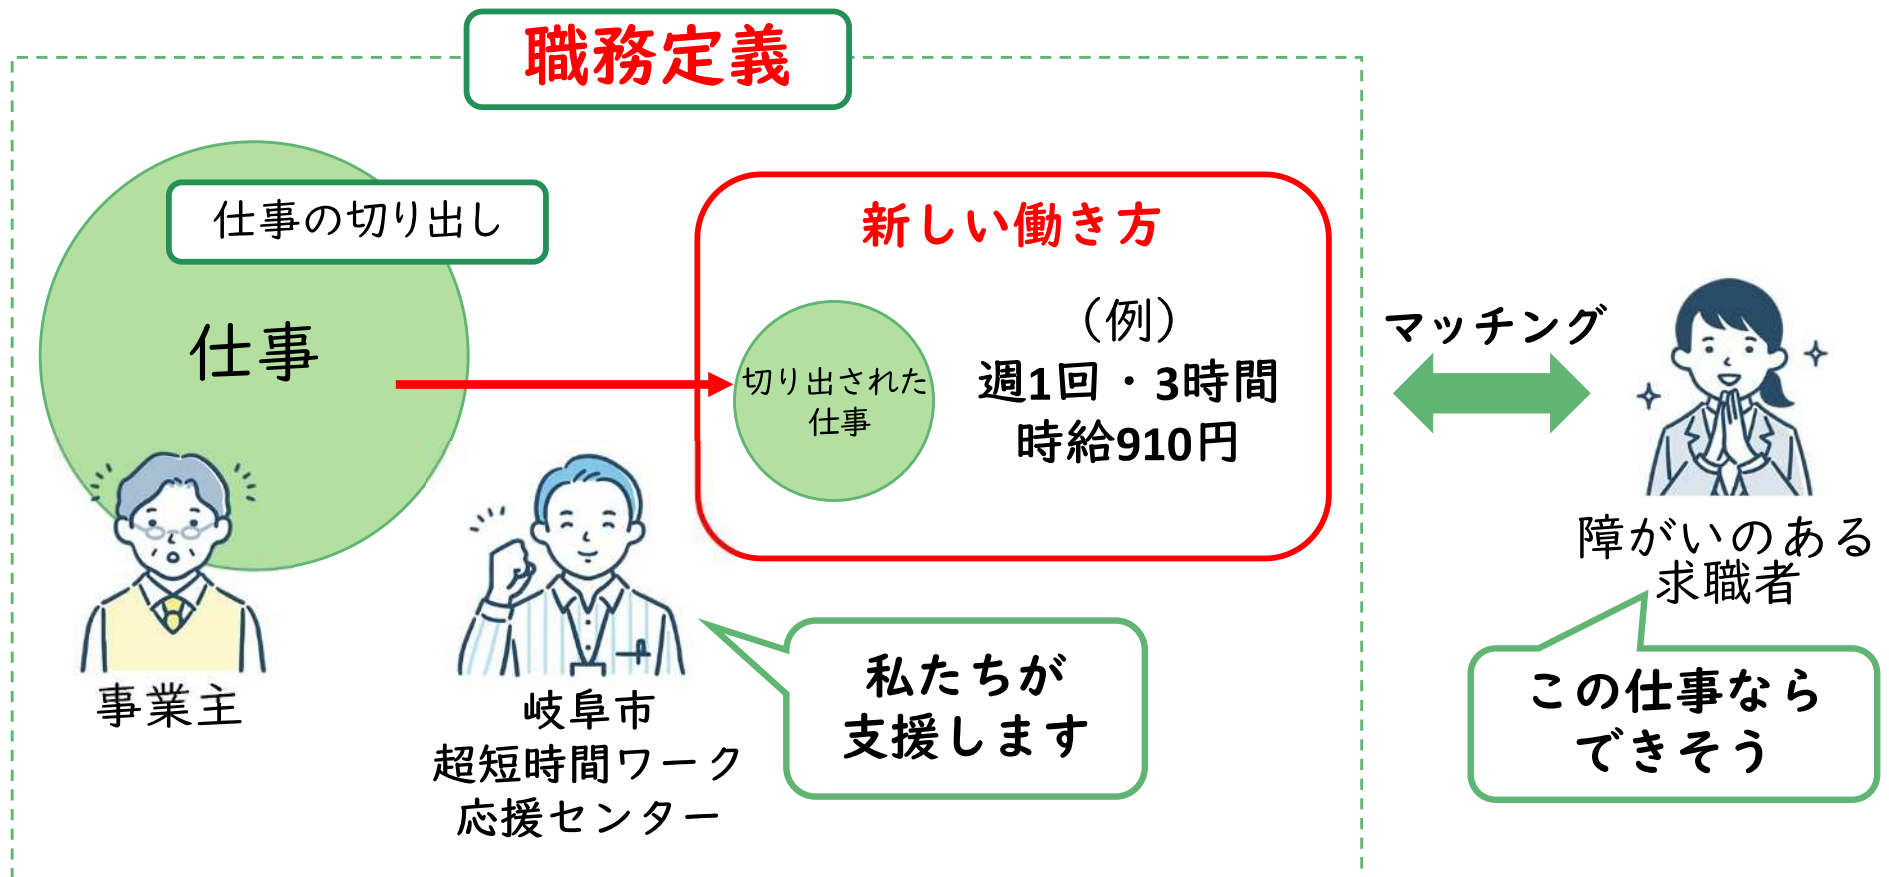 職務定義
仕事の切り出し
仕事
新しい働き方
切り出された
仕事
（例）
週1回・3時間
時給910円
マッチング
事業主
岐阜市
超短時間ワーク
応援センター
私たちが
支援します
障がいのある
求職者
この仕事なら
できそう